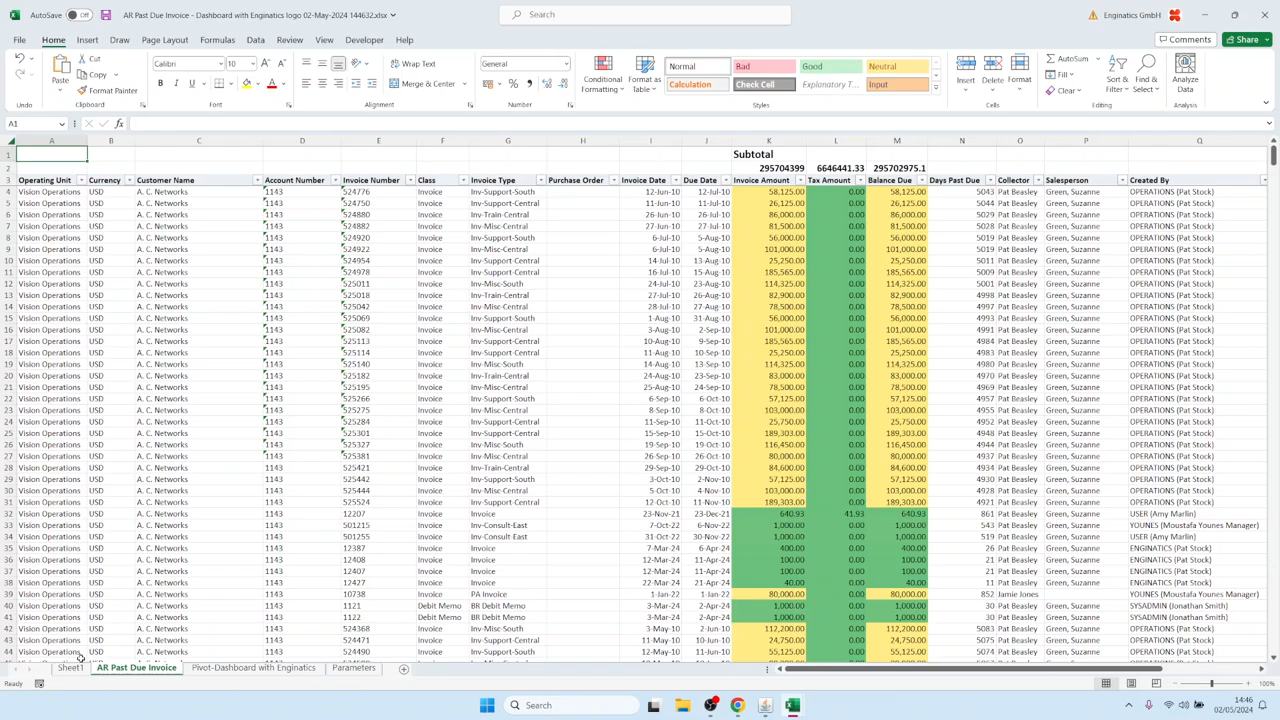 AutoSave Off AR Past Due Invoice - Dashboard with Enginatics logo 02-May-2024 144632.xlsx Search Enginatics GmbH
File Home Insert Draw Page Layout Formulas Data Review View Developer Help Comments Share
Cut Copy Format Painter Paste Calibri 10 Wrap Text Merge & Center General Conditional Formatting Format as Table Normal Bad Good Neutral Calculation Check Cell Explanatory T... Input Insert Delete Format AutoSum Fill Clear Sort & Filter Find & Select Analyze Data
Undo Clipboard Font Alignment Number Styles Cells Editing Analysis
A1 fx
A B C D E F G H I J K L M N O P Q
1 Subtotal
2 295704399 6646441.33 295702975.1
Operating Unit Currency Customer Name Account Number Invoice Number Class Invoice Type Purchase Order Invoice Date Due Date Invoice Amount Tax Amount Balance Due Days Past Due Collector Salesperson Created By
4 Vision Operations USD A. C. Networks 1143 524776 Invoice Inv-Support-South 12-Jun-10 12-Jul-10 58,125.00 0.00 58,125.00 5043 Pat Beasley Green, Suzanne OPERATIONS (Pat Stock)
5 Vision Operations USD A. C. Networks 1143 524750 Invoice Inv-Support-Central 11-Jun-10 11-Jul-10 26,125.00 0.00 26,125.00 5044 Pat Beasley Green, Suzanne OPERATIONS (Pat Stock)
6 Vision Operations USD A. C. Networks 1143 524880 Invoice Inv-Train-Central 26-Jun-10 26-Jul-10 86,000.00 0.00 86,000.00 5029 Pat Beasley Green, Suzanne OPERATIONS (Pat Stock)
7 Vision Operations USD A. C. Networks 1143 524882 Invoice Inv-Misc-Central 27-Jun-10 27-Jul-10 81,500.00 0.00 81,500.00 5028 Pat Beasley Green, Suzanne OPERATIONS (Pat Stock)
8 Vision Operations USD A. C. Networks 1143 524920 Invoice Inv-Support-Central 6-Jul-10 5-Aug-10 56,000.00 0.00 56,000.00 5019 Pat Beasley Green, Suzanne OPERATIONS (Pat Stock)
9 Vision Operations USD A. C. Networks 1143 524922 Invoice Inv-Misc-Central 6-Jul-10 5-Aug-10 101,000.00 0.00 101,000.00 5019 Pat Beasley Green, Suzanne OPERATIONS (Pat Stock)
10 Vision Operations USD A. C. Networks 1143 524954 Invoice Inv-Support-Central 14-Jul-10 13-Aug-10 25,250.00 0.00 25,250.00 5011 Pat Beasley Green, Suzanne OPERATIONS (Pat Stock)
11 Vision Operations USD A. C. Networks 1143 524978 Invoice Inv-Support-Central 16-Jul-10 15-Aug-10 185,565.00 0.00 185,565.00 5009 Pat Beasley Green, Suzanne OPERATIONS (Pat Stock)
12 Vision Operations USD A. C. Networks 1143 525011 Invoice Inv-Misc-South 24-Jul-10 23-Aug-10 114,325.00 0.00 114,325.00 5001 Pat Beasley Green, Suzanne OPERATIONS (Pat Stock)
13 Vision Operations USD A. C. Networks 1143 525018 Invoice Inv-Train-Central 27-Jul-10 26-Aug-10 82,900.00 0.00 82,900.00 4998 Pat Beasley Green, Suzanne OPERATIONS (Pat Stock)
14 Vision Operations USD A. C. Networks 1143 525042 Invoice Inv-Misc-Central 28-Jul-10 27-Aug-10 78,500.00 0.00 78,500.00 4997 Pat Beasley Green, Suzanne OPERATIONS (Pat Stock)
15 Vision Operations USD A. C. Networks 1143 525069 Invoice Inv-Support-Central 1-Aug-10 31-Aug-10 56,000.00 0.00 56,000.00 4993 Pat Beasley Green, Suzanne OPERATIONS (Pat Stock)
16 Vision Operations USD A. C. Networks 1143 525082 Invoice Inv-Misc-Central 3-Aug-10 2-Sep-10 101,000.00 0.00 101,000.00 4991 Pat Beasley Green, Suzanne OPERATIONS (Pat Stock)
17 Vision Operations USD A. C. Networks 1143 525113 Invoice Inv-Support-Central 10-Aug-10 9-Sep-10 185,565.00 0.00 185,565.00 4984 Pat Beasley Green, Suzanne OPERATIONS (Pat Stock)
18 Vision Operations USD A. C. Networks 1143 525114 Invoice Inv-Support-Central 11-Aug-10 10-Sep-10 25,250.00 0.00 25,250.00 4983 Pat Beasley Green, Suzanne OPERATIONS (Pat Stock)
19 Vision Operations USD A. C. Networks 1143 525140 Invoice Inv-Misc-South 14-Aug-10 13-Sep-10 114,325.00 0.00 114,325.00 4980 Pat Beasley Green, Suzanne OPERATIONS (Pat Stock)
20 Vision Operations USD A. C. Networks 1143 525182 Invoice Inv-Train-Central 24-Aug-10 23-Sep-10 83,000.00 0.00 83,000.00 4970 Pat Beasley Green, Suzanne OPERATIONS (Pat Stock)
21 Vision Operations USD A. C. Networks 1143 525195 Invoice Inv-Misc-Central 25-Aug-10 24-Sep-10 78,500.00 0.00 78,500.00 4969 Pat Beasley Green, Suzanne OPERATIONS (Pat Stock)
22 Vision Operations USD A. C. Networks 1143 525266 Invoice Inv-Support-Central 6-Sep-10 6-Oct-10 57,125.00 0.00 57,125.00 4957 Pat Beasley Green, Suzanne OPERATIONS (Pat Stock)
23 Vision Operations USD A. C. Networks 1143 525275 Invoice Inv-Misc-Central 8-Sep-10 8-Oct-10 103,000.00 0.00 103,000.00 4955 Pat Beasley Green, Suzanne OPERATIONS (Pat Stock)
24 Vision Operations USD A. C. Networks 1143 525284 Invoice Inv-Support-Central 11-Sep-10 11-Oct-10 25,750.00 0.00 25,750.00 4952 Pat Beasley Green, Suzanne OPERATIONS (Pat Stock)
25 Vision Operations USD A. C. Networks 1143 525301 Invoice Inv-Support-Central 15-Sep-10 15-Oct-10 189,303.00 0.00 189,303.00 4948 Pat Beasley Green, Suzanne OPERATIONS (Pat Stock)
26 Vision Operations USD A. C. Networks 1143 525327 Invoice Inv-Misc-South 19-Sep-10 19-Oct-10 116,450.00 0.00 116,450.00 4944 Pat Beasley Green, Suzanne OPERATIONS (Pat Stock)
27 Vision Operations USD A. C. Networks 1143 525381 Invoice Inv-Misc-Central 26-Sep-10 26-Oct-10 80,000.00 0.00 80,000.00 4937 Pat Beasley Green, Suzanne OPERATIONS (Pat Stock)
28 Vision Operations USD A. C. Networks 1143 525421 Invoice Inv-Train-Central 29-Sep-10 29-Oct-10 84,600.00 0.00 84,600.00 4934 Pat Beasley Green, Suzanne OPERATIONS (Pat Stock)
29 Vision Operations USD A. C. Networks 1143 525442 Invoice Inv-Support-Central 3-Oct-10 2-Nov-10 57,125.00 0.00 57,125.00 4930 Pat Beasley Green, Suzanne OPERATIONS (Pat Stock)
30 Vision Operations USD A. C. Networks 1143 525444 Invoice Inv-Misc-Central 5-Oct-10 4-Nov-10 103,000.00 0.00 103,000.00 4928 Pat Beasley Green, Suzanne OPERATIONS (Pat Stock)
31 Vision Operations USD A. C. Networks 1143 525524 Invoice Inv-Support-Central 12-Oct-10 11-Nov-10 189,303.00 0.00 189,303.00 4921 Pat Beasley Green, Suzanne OPERATIONS (Pat Stock)
32 Vision Operations USD A. C. Networks 1143 12207 Invoice Invoice 23-Nov-21 23-Dec-21 640.93 41.93 640.93 861 Pat Beasley Green, Suzanne USER (Amy Marlin)
33 Vision Operations USD A. C. Networks 1143 501215 Invoice Inv-Consult-East 7-Oct-22 6-Nov-22 1,000.00 0.00 1,000.00 543 Pat Beasley Green, Suzanne YOUNES (Moustafa Younes Manager)
34 Vision Operations USD A. C. Networks 1143 501255 Invoice Inv-Consult-East 31-Oct-22 30-Nov-22 1,000.00 0.00 1,000.00 519 Pat Beasley Green, Suzanne USER (Amy Marlin)
35 Vision Operations USD A. C. Networks 1143 12387 Invoice Invoice 7-Mar-24 6-Apr-24 400.00 0.00 400.00 26 Pat Beasley Green, Suzanne ENGINATICS (Pat Stock)
36 Vision Operations USD A. C. Networks 1143 12408 Invoice Invoice 12-Mar-24 11-Apr-24 100.00 0.00 100.00 21 Pat Beasley Green, Suzanne ENGINATICS (Pat Stock)
37 Vision Operations USD A. C. Networks 1143 12407 Invoice Invoice 12-Mar-24 11-Apr-24 100.00 0.00 100.00 21 Pat Beasley Green, Suzanne ENGINATICS (Pat Stock)
38 Vision Operations USD A. C. Networks 1143 12427 Invoice Invoice 22-Mar-24 21-Apr-24 40.00 0.00 40.00 11 Pat Beasley Green, Suzanne ENGINATICS (Pat Stock)
39 Vision Operations USD A. C. Networks 1143 10738 Invoice PA Invoice 1-Jan-22 1-Jan-22 80,000.00 0.00 80,000.00 852 Jamie Jones YOUNES (Moustafa Younes Manager)
40 Vision Operations USD A. C. Networks 1143 1121 Debit Memo BR Debit Memo 3-Mar-24 2-Apr-24 1,000.00 0.00 1,000.00 30 Pat Beasley Green, Suzanne SYSADMIN (Jonathan Smith)
41 Vision Operations USD A. C. Networks 1143 1122 Debit Memo BR Debit Memo 3-Mar-24 2-Apr-24 1,000.00 0.00 1,000.00 30 Pat Beasley Green, Suzanne SYSADMIN (Jonathan Smith)
42 Vision Operations USD A. C. Networks 1143 524368 Invoice Inv-Misc-South 3-May-10 2-Jun-10 112,200.00 0.00 112,200.00 5083 Pat Beasley Green, Suzanne OPERATIONS (Pat Stock)
43 Vision Operations USD A. C. Networks 1143 524471 Invoice Inv-Support-Central 11-May-10 10-Jun-10 24,750.00 0.00 24,750.00 5075 Pat Beasley Green, Suzanne OPERATIONS (Pat Stock)
44 Vision Operations USD A. C. Networks 1143 524490 Invoice Inv-Support-Central 12-May-10 11-Jun-10 55,125.00 0.00 55,125.00 5074 Pat Beasley Green, Suzanne OPERATIONS (Pat Stock)
Sheet1 AR Past Due Invoice Pivot-Dashboard with Enginatics Parameters
Ready 100%
Search 14:46
02/05/2024